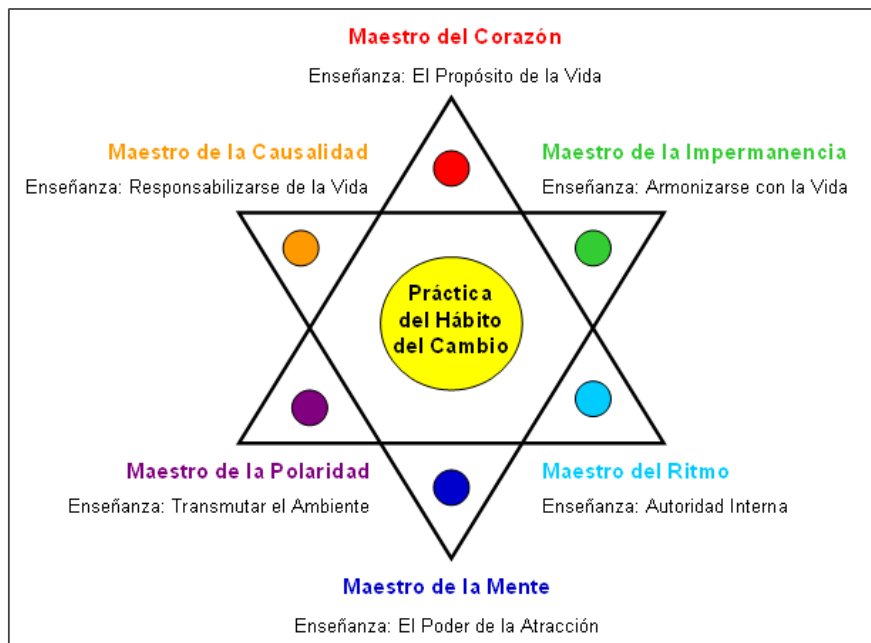 Maestro del Corazón
Enseñanza: El Propósito de la Vida
Maestro de la Causalidad
Enseñanza: Responsabilizarse de la Vida
Maestro de la Impermanencia
Enseñanza: Armonizarse con la Vida
Práctica
del Hábito
del Cambio
Maestro de la Polaridad
Enseñanza: Transmutar el Ambiente
Maestro del Ritmo
Enseñanza: Autoridad Interna
Maestro de la Mente
Enseñanza: El Poder de la Atracción